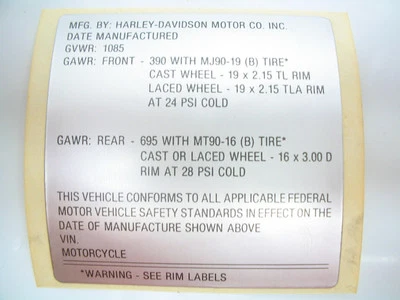 MFG. BY: HARLEY-DAVIDSON MOTOR CO. INC.
DATE MANUFACTURED
GVWR: 1085
GAWR: FRONT - 390 WITH MJ90-19 (B) TIRE*
CAST WHEEL - 19 x 2.15 TL RIM
LACED WHEEL - 19 x 2.15 TLA RIM
AT 24 PSI COLD
GAWR: REAR - 695 WITH MT90-16 (B) TIRE*
CAST OR LACED WHEEL - 16 x 3.00 D
RIM AT 28 PSI COLD
THIS VEHICLE CONFORMS TO ALL APPLICABLE FEDERAL
MOTOR VEHICLE SAFETY STANDARDS IN EFFECT ON THE
DATE OF MANUFACTURE SHOWN ABOVE
VIN.
MOTORCYCLE
*WARNING - SEE RIM LABELS